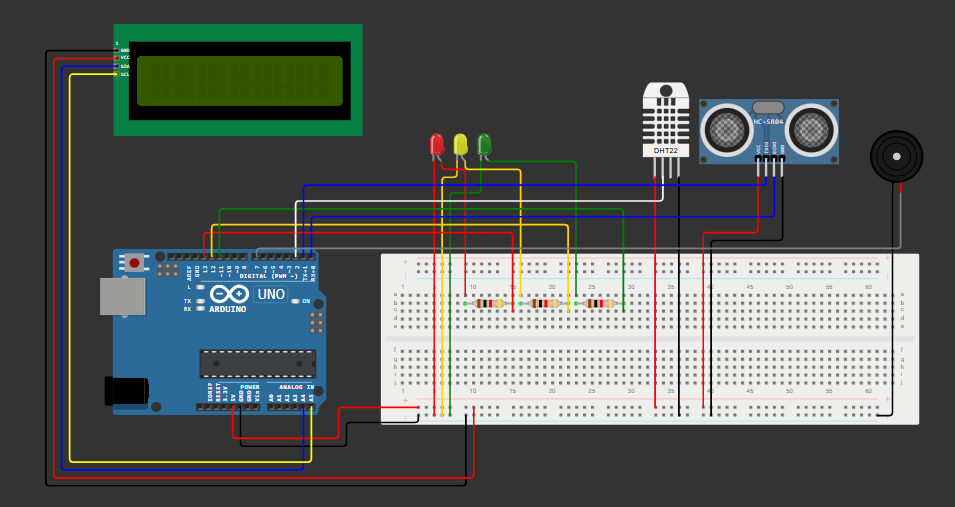 1
GND
VCC
SDA
SCL
HC-SR04
VCC
TRIG
ECHO
GND
DHT22
AREF
GND
13
12
~11
~10
~9
8
7
~6
~5
4
~3
2
TX→1
RX←0
DIGITAL (PWM ~)
L
TX
RX
UNO
ARDUINO
ON
IOREF
RESET
3.3V
5V
GND
GND
Vin
POWER
ANALOG IN
A0
A1
A2
A3
A4
A5
1 5 10 15 20 25 30 35 40 45 50 55 60